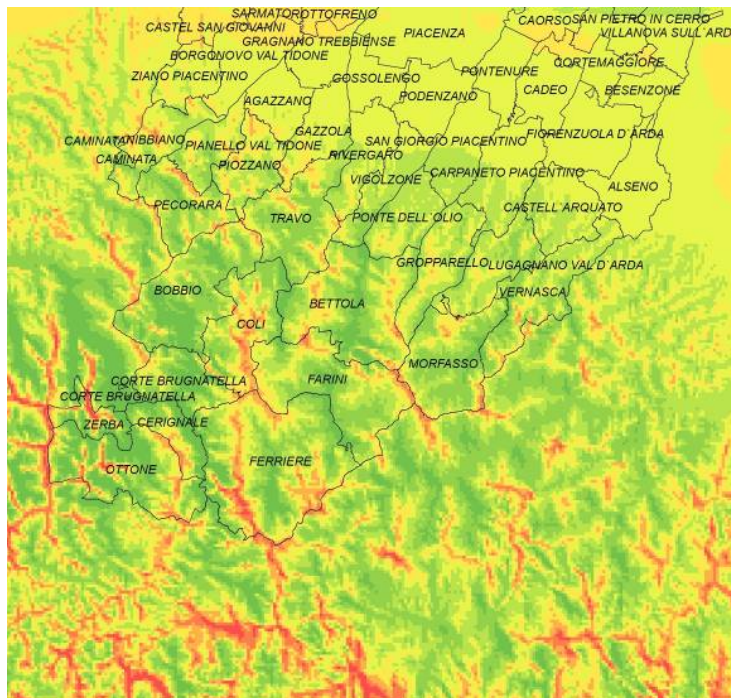 SARMATO
ROTTOFRENO
CAORSO
SAN PIETRO IN CERRO
CASTEL SAN GIOVANNI
VILLANOVA SULL'ARD
GRAGNANO TREBBIENSE
PIACENZA
BORGONOVO VAL TIDONE
CORTEMAGGIORE
ZIANO PIACENTINO
GOSSOLENGO
PONTENURE
CADEO
BESENZONE
AGAZZANO
PODENZANO
GAZZOLA
FIORENZUOLA D'ARDA
CAMINATA
NIBBIANO
PIANELLO VAL TIDONE
SAN GIORGIO PIACENTINO
CAMINATA
PIOZZANO
RIVERGARO
VIGOLZONE
CARPANETO PIACENTINO
ALSENO
PECORARA
TRAVO
PONTE DELL'OLIO
CASTELL'ARQUATO
GROPPARELLO
LUGAGNANO VAL D'ARDA
BOBBIO
BETTOLA
VERNASCA
COLI
MORFASSO
CORTE BRUGNATELLA
FARINI
CORTE BRUGNATELLA
ZERBA
CERIGNALE
OTTONE
FERRIERE